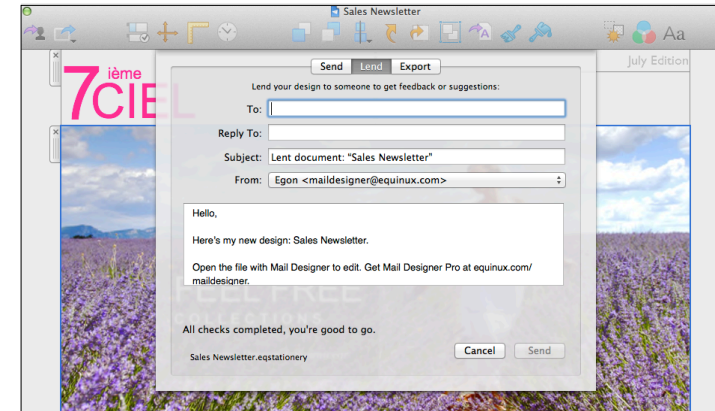 Sales Newsletter
Aa
July Edition
7 ième
CIE
Send Lend Export
Lend your design to someone to get feedback or suggestions:
To:
Reply To:
Subject: Lent document: “Sales Newsletter”
From: Egon <maildesigner@equinux.com>
Hello,
Here's my new design: Sales Newsletter.
Open the file with Mail Designer to edit. Get Mail Designer Pro at equinux.com/
maildesigner.
FEEL FREE
COLLECTIONS
All checks completed, you're good to go.
Sales Newsletter.eqstationery
Cancel Send